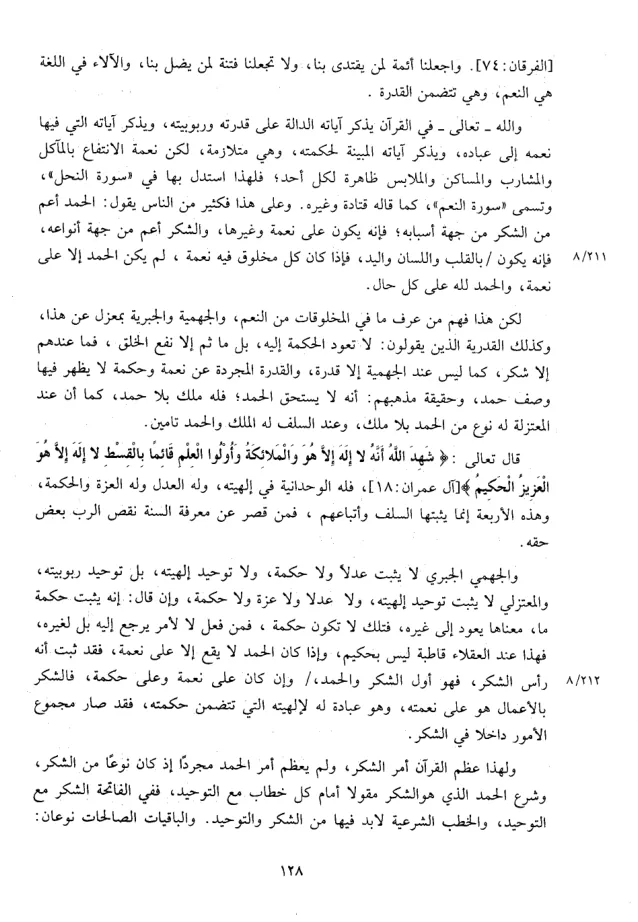 [الفرقان:٧٤]. واجعلنا أئمة لمن يقتدى بنا، ولا تجعلنا فتنة لمن يضل بنا، والآلاء في اللغة
هي النعم، وهي تتضمن القدرة .
والله ـ تعالى ـ في القرآن يذكر آياته الدالة على قدرته وربوبيته، ويذكر آياته التي فيها
نعمه إلى عباده، ويذكر آياته المبينة لحكمته، وهي متلازمة، لكن نعمة الانتفاع بالمآكل
والمشارب والمساكن والملابس ظاهرة لكل أحد؛ فلهذا استدل بها في «سورة النحل»،
وتسمى «سورة النعم»، كما قاله قتادة وغيره. وعلى هذا فكثير من الناس يقول: الحمد أعم
من الشكر من جهة أسبابه؛ فإنه يكون على نعمة وغيرها، والشكر أعم من جهة أنواعه،
فإنه يكون /بالقلب واللسان واليد، فإذا كان كل مخلوق فيه نعمة ، لم يكن الحمد إلا على
٨/٢١١
نعمة، والحمد لله على كل حال.
لكن هذا فهم من عرف ما في المخلوقات من النعم، والجهمية والجبرية بمعزل عن هذا،
وكذلك القدرية الذين يقولون: لا تعود الحكمة إليه، بل ما ثم إلا نفع الخلق ، فما عندهم
إلا شكر، كما ليس عند الجهمية إلا قدرة، والقدرة المجردة عن نعمة وحكمة لا يظهر فيها
وصف حمد، وحقيقة مذهبهم: أنه لا يستحق الحمد؛ فله ملك بلا حمد، كما أن عند
المعتزلة له نوع من الحمد بلا ملك، وعند السلف له الملك والحمد تامين.
قال تعالى :﴿ شَهِدَ اللَّهُ أَنَّهُ لا إِلَهَ إِلاَّ هُوَ وَالْمَلائِكَةُ وَأُوْلُوا الْعِلْمِ قَائِمًا بِالْقِسْطِ لا إِلَهَ إِلاَّ هُوَ
الْعَزِيزُ الْحَكِيمُ ﴾[آل عمران:١٨]، فله الوحدانية في إلهيته، وله العدل وله العزة والحكمة،
وهذه الأربعة إنما يثبتها السلف وأتباعهم ، فمن قصر عن معرفة السنة نقص الرب بعض
حقه.
والجهمي الجبري لا يثبت عدلاً ولا حكمة، ولا توحيد إلهيته، بل توحيد ربوبيته،
والمعتزلي لا يثبت توحيد إلهيته، ولا عدلا ولا عزة ولا حكمة، وإن قال: إنه يثبت حكمة
ما، معناها يعود إلى غيره، فتلك لا تكون حكمة ، فمن فعل لا لأمر يرجع إليه بل لغيره،
فهذا عند العقلاء قاطبة ليس بحكيم، وإذا كان الحمد لا يقع إلا على نعمة، فقد ثبت أنه
رأس الشكر، فهو أول الشكر والحمد،/ وإن كان على نعمة وعلى حكمة، فالشكر
٨/٢١٢
بالأعمال هو على نعمته، وهو عبادة له لإلهيته التي تتضمن حكمته، فقد صار مجموع
الأمور داخلا في الشكر.
ولهذا عظم القرآن أمر الشكر، ولم يعظم أمر الحمد مجردًا إذ كان نوعًا من الشكر،
وشرع الحمد الذي هوالشكر مقولا أمام كل خطاب مع التوحيد، ففي الفاتحة الشكر مع
التوحيد، والخطب الشرعية لابد فيها من الشكر والتوحيد. والباقيات الصالحات نوعان:
١٢٨